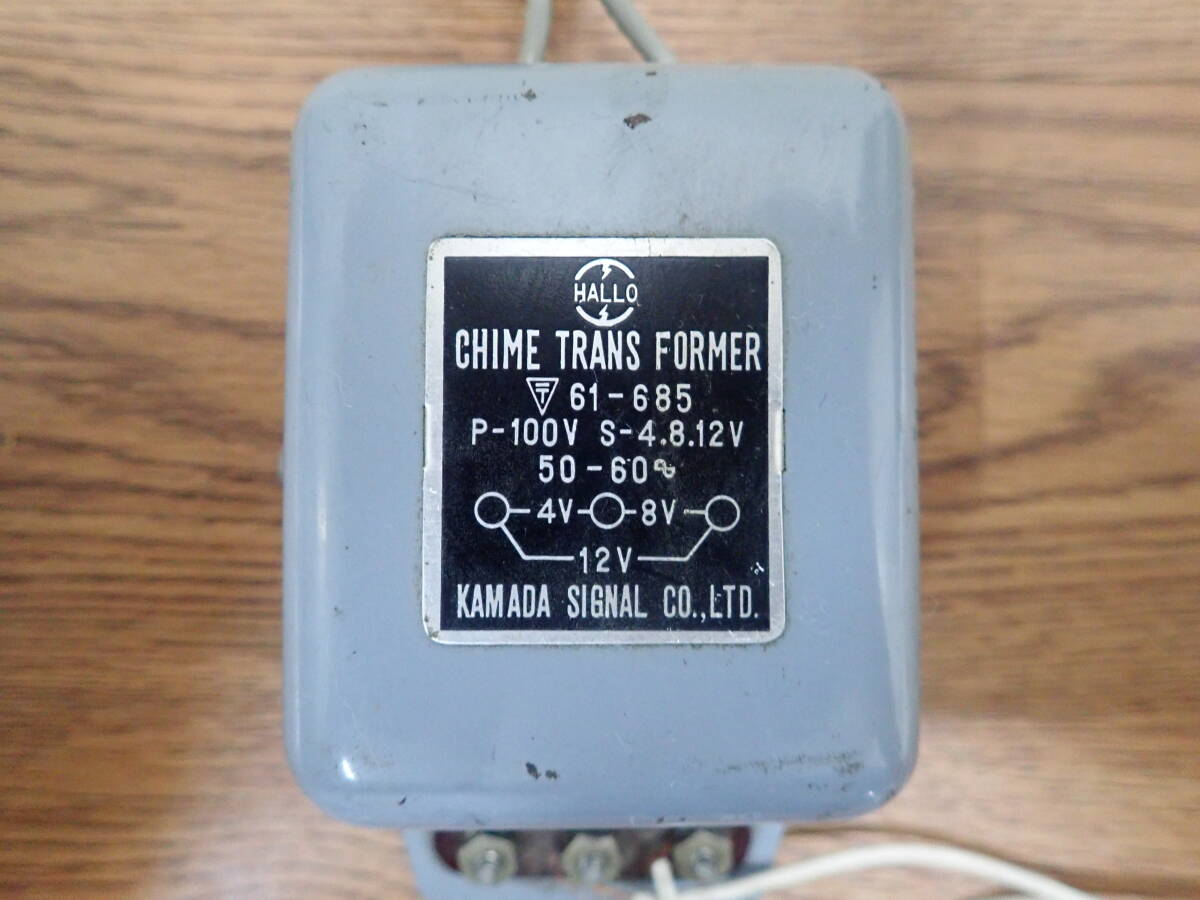 HALLO
CHIME TRANS FORMER
T 61-685
P-100V S-4.8.12V
50-60~
4V 8V
12V
KAMADA SIGNAL CO.,LTD.